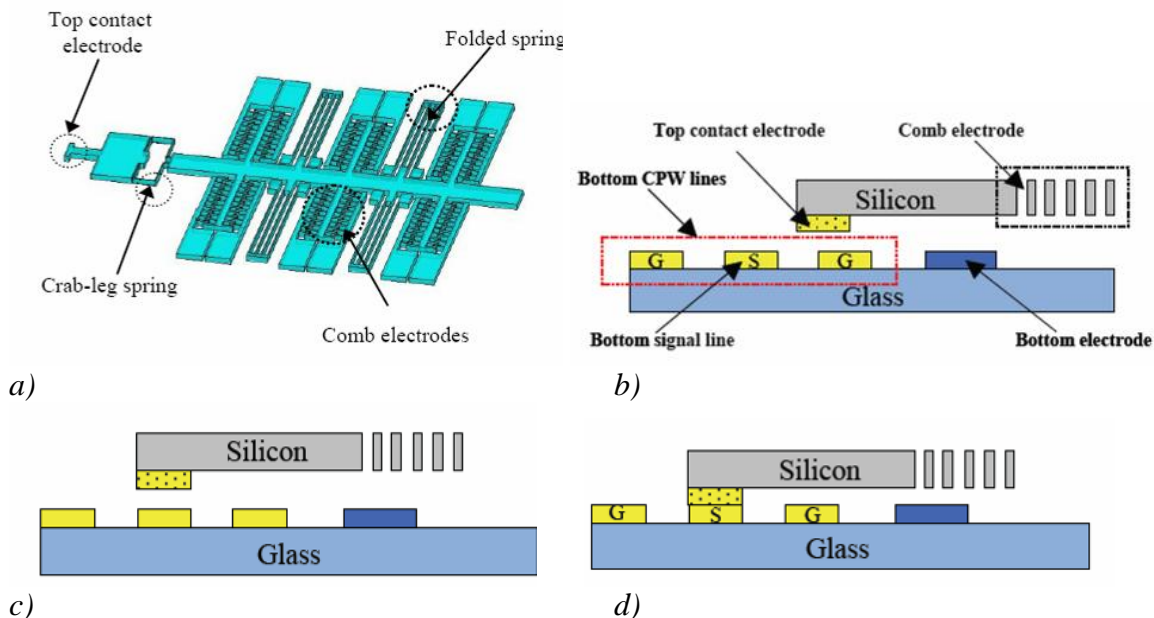 Top contact
electrode
Folded spring
Crab-leg spring
Comb electrodes
a)
Top contact electrode
Comb electrode
Bottom CPW lines
Silicon
G
S
G
Glass
Bottom signal line
Bottom electrode
b)
Silicon
Glass
c)
Silicon
G
S
G
Glass
d)